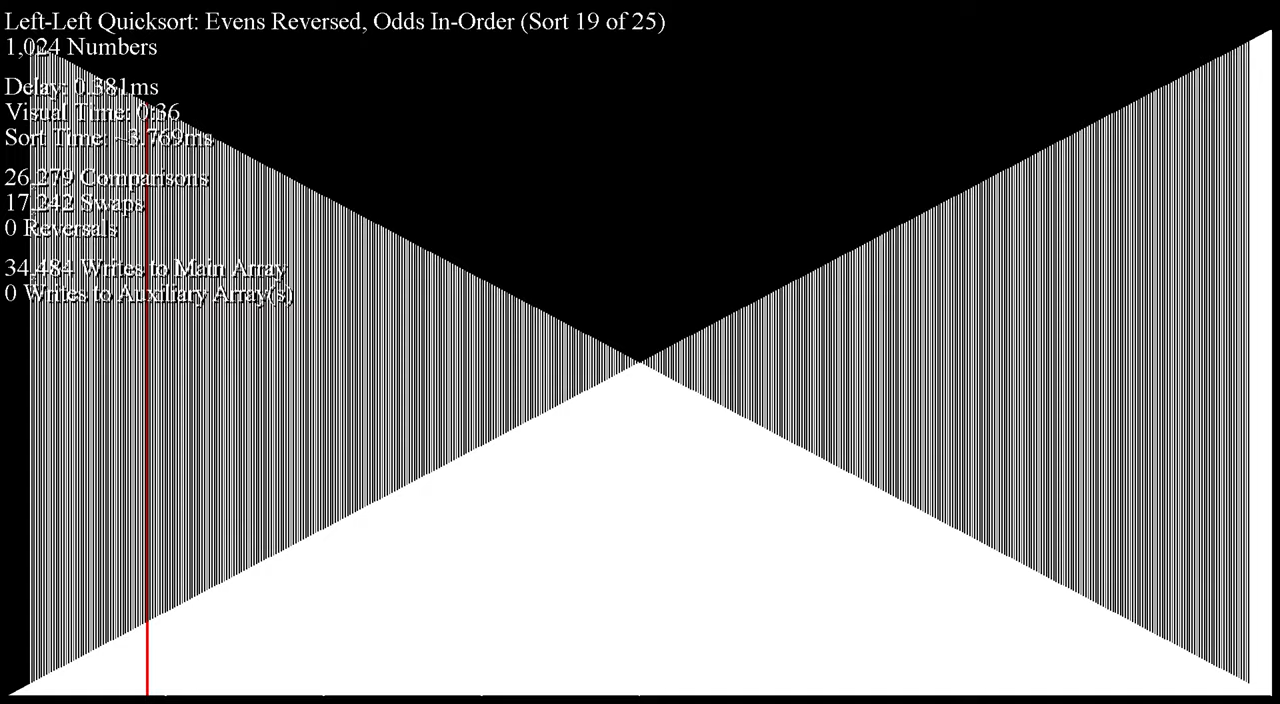 Left-Left Quicksort: Evens Reversed, Odds In-Order (Sort 19 of 25)
1,024 Numbers
Delay: 0.381ms
Visual Time: 0:36
Sort Time: ~3.769ms
26,279 Comparisons
17,242 Swaps
0 Reversals
34,484 Writes to Main Array
0 Writes to Auxiliary Array(s)